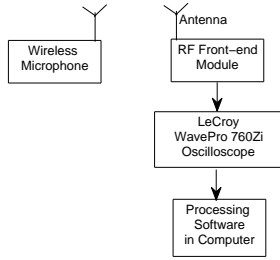 Antenna
Wireless
Microphone
RF Front−end
Module
LeCroy
WavePro 760Zi
Oscilloscope
Processing
Software
in Computer